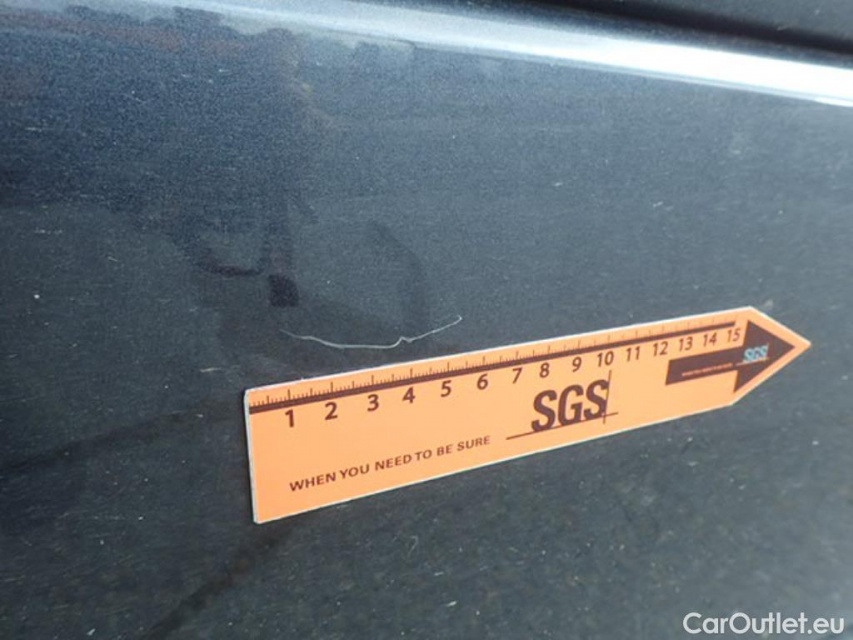 1 2 3 4 5 6 7 8 9 10 11 12 13 14 15
SGS
SGS
WHEN YOU NEED TO BE SURE
CarOutlet.eu